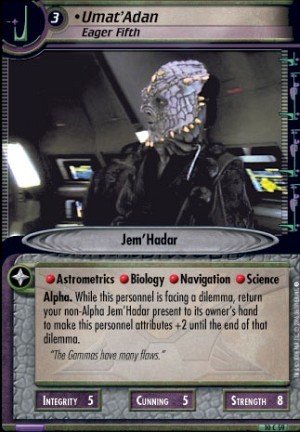 3
•Umat'Adan
Eager Fifth
Jem'Hadar
Astrometrics Biology Navigation Science
Alpha. While this personnel is facing a dilemma, return
your non-Alpha Jem'Hadar present to its owner's hand
to make this personnel attributes +2 until the end of that
dilemma.
"The Gammas have many flaws."
INTEGRITY 5 CUNNING 5 STRENGTH 8